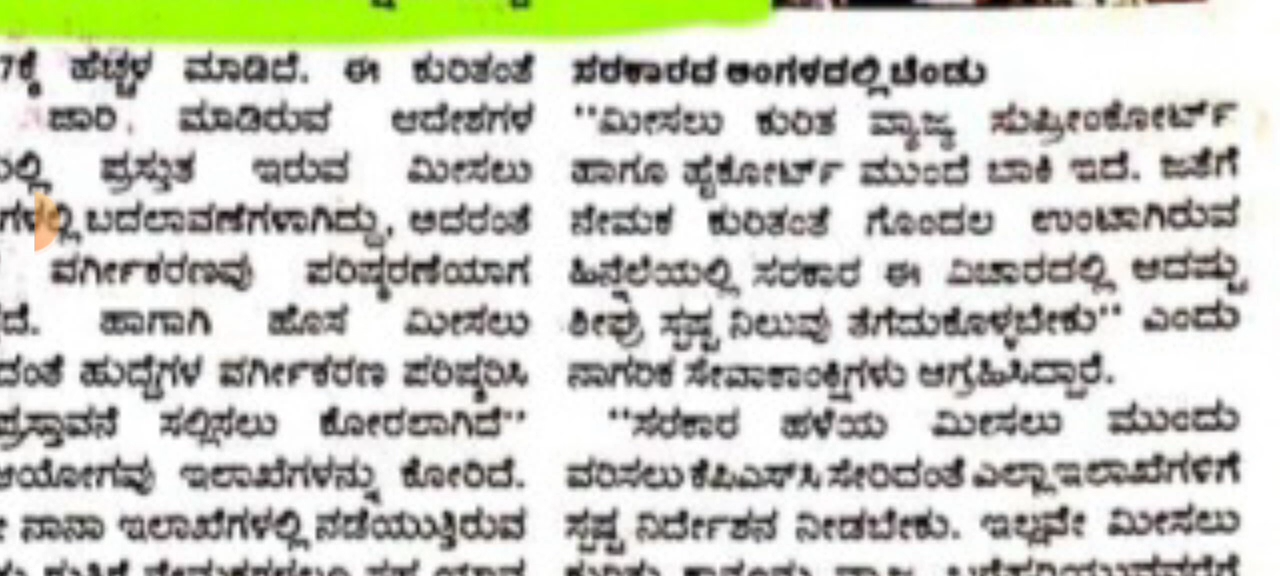 7ಕ್ಕೆ ಹೆಚ್ಚಳ ಮಾಡಿದೆ. ಈ ಕುರಿತಂತೆ
ಜಾರಿ ಮಾಡಿರುವ ಆದೇಶಗಳ
ಪ್ರಸ್ತುತ ಇರುವ ಮೀಸಲು
ಬದಲಾವಣೆಗಳಾಗಿದ್ದು, ಅದರಂತೆ
ವರ್ಗೀಕರಣವು ಪರಿಷ್ಕರಣೆಯಾಗ
ಹಾಗಾಗಿ ಹೊಸ ಮೀಸಲು
ಹುದ್ದೆಗಳ ವರ್ಗೀಕರಣ ಪರಿಷ್ಕರಿಸಿ
ಪ್ರಸ್ತಾವನೆ ಸಲ್ಲಿಸಲು ಕೋರಲಾಗಿದೆ''
ಆಯೋಗವು ಇಲಾಖೆಗಳನ್ನು ಕೋರಿದೆ.
ನಾನಾ ಇಲಾಖೆಗಳಲ್ಲಿ ನಡೆಯುತ್ತಿರುವ
ಸರಕಾರದ ಅಂಗಳದಲ್ಲಿ ಚೆಂಡು
''ಮೀಸಲು ಕುರಿತ ವ್ಯಾಜ್ಯ ಸುಪ್ರೀಂಕೋರ್ಟ್
ಹಾಗೂ ಹೈಕೋರ್ಟ್ ಮುಂದೆ ಬಾಕಿ ಇದೆ. ಜತೆಗೆ
ನೇಮಕ ಕುರಿತಂತೆ ಗೊಂದಲ ಉಂಟಾಗಿರುವ
ಹಿನ್ನೆಲೆಯಲ್ಲಿ ಸರಕಾರ ಈ ವಿಚಾರದಲ್ಲಿ ಆದಷ್ಟು
ಶೀಘ್ರ ಸ್ಪಷ್ಟ ನಿಲುವು ತೆಗೆದುಕೊಳ್ಳಬೇಕು'' ಎಂದು
ನಾಗರಿಕ ಸೇವಾಕಾಂಕ್ಷಿಗಳು ಆಗ್ರಹಿಸಿದ್ದಾರೆ.
''ಸರಕಾರ ಹಳೆಯ ಮೀಸಲು ಮುಂದು
ವರಿಸಲು ಕೆಪಿಎಸ್‌ಸಿ ಸೇರಿದಂತೆ ಎಲ್ಲಾ ಇಲಾಖೆಗಳಿಗೆ
ಸ್ಪಷ್ಟ ನಿರ್ದೇಶನ ನೀಡಬೇಕು. ಇಲ್ಲವೇ ಮೀಸಲು